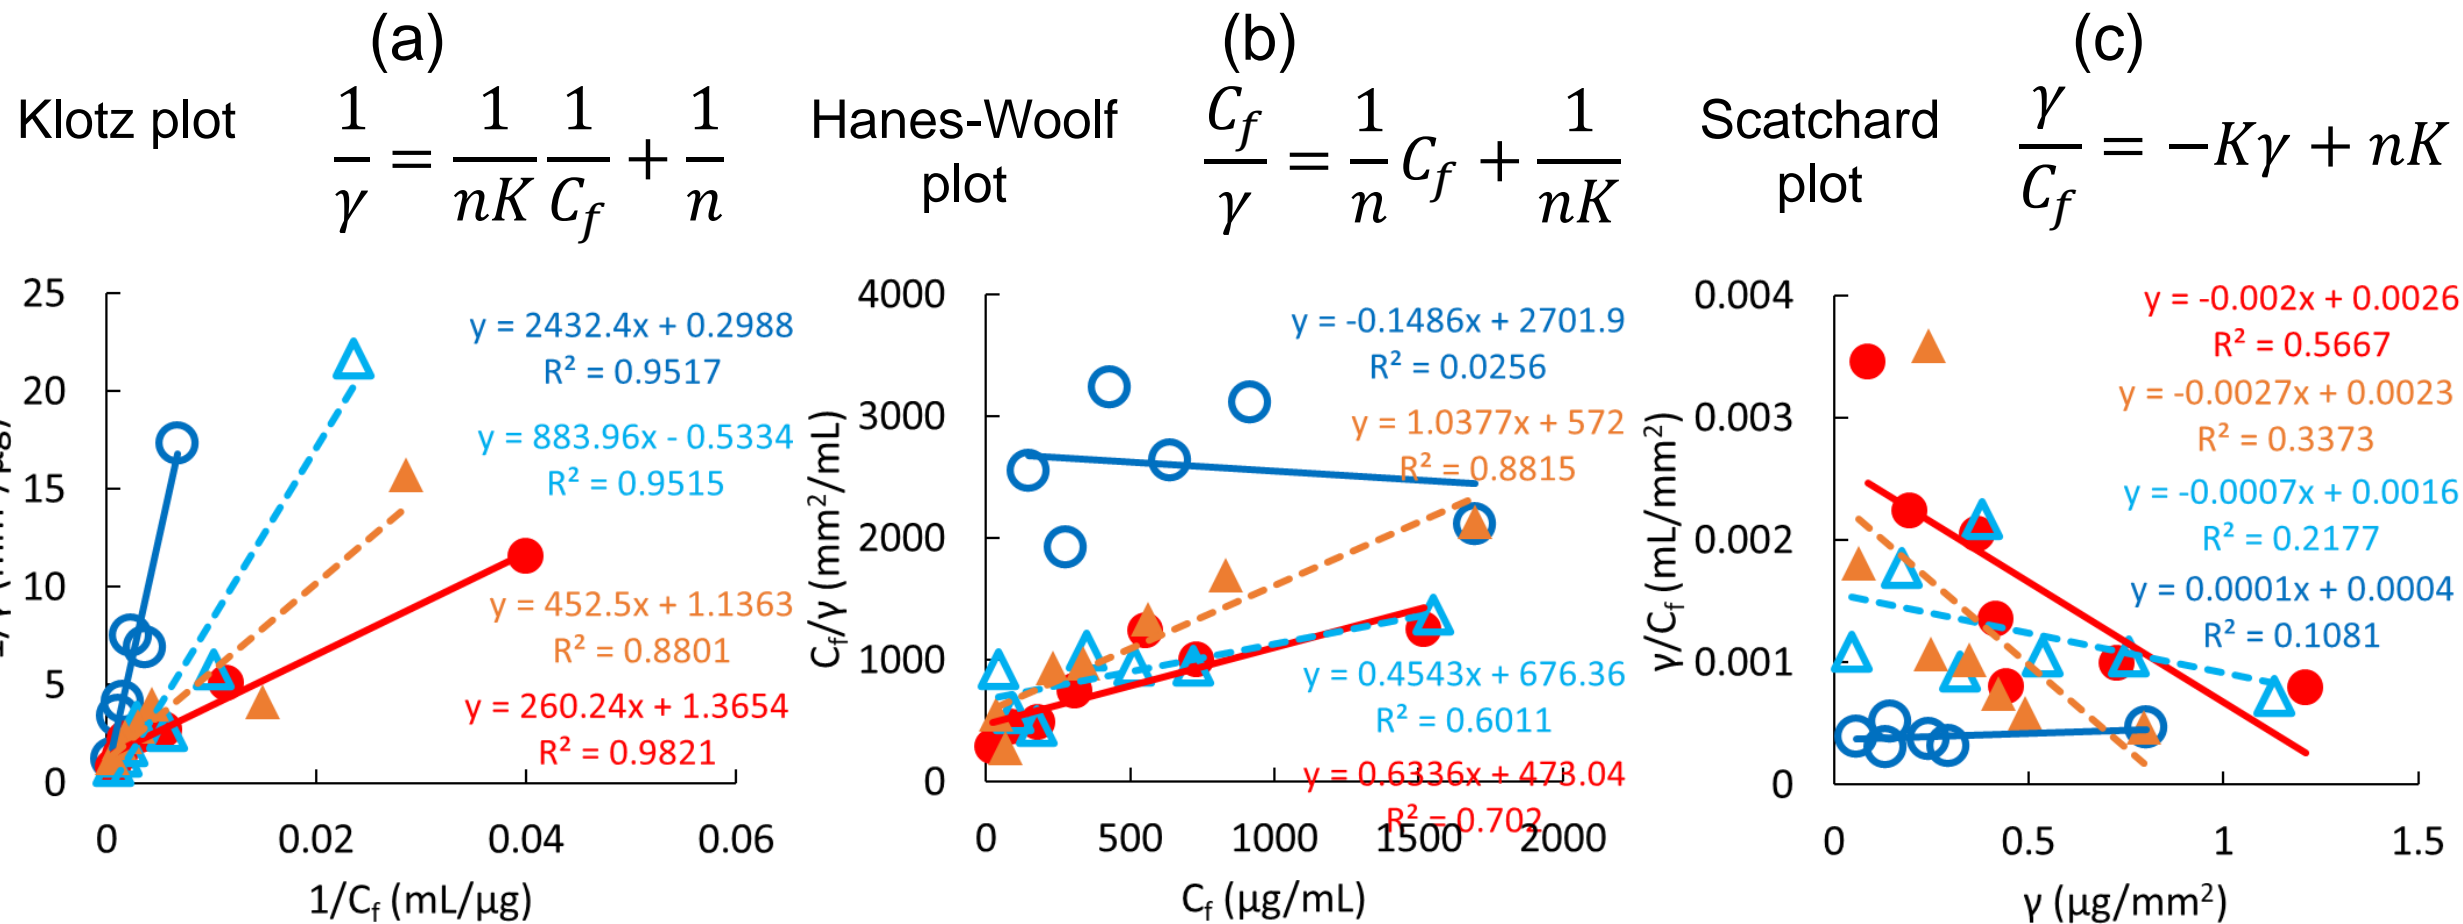 (a)
Klotz plot
1/γ = 1/nK 1/C_f + 1/n
(b)
Hanes-Woolf
plot
C_f/γ = 1/n C_f + 1/nK
(c)
Scatchard
plot
γ/C_f = −Kγ + nK
25
20
15
10
5
0
y = 2432.4x + 0.2988
R² = 0.9517
y = 883.96x - 0.5334
R² = 0.9515
y = 452.5x + 1.1363
R² = 0.8801
y = 260.24x + 1.3654
R² = 0.9821
0 0.02 0.04 0.06
1/C_f (mL/µg)
C_f/γ (mm²/mL)
4000
3000
2000
1000
0
y = -0.1486x + 2701.9
R² = 0.0256
y = 1.0377x + 572
R² = 0.8815
y = 0.4543x + 676.36
R² = 0.6011
y = 0.6336x + 473.04
R² = 0.702
0 500 1000 1500 2000
C_f (µg/mL)
γ/C_f (mL/mm²)
0.004
0.003
0.002
0.001
0
y = -0.002x + 0.0026
R² = 0.5667
y = -0.0027x + 0.0023
R² = 0.3373
y = -0.0007x + 0.0016
R² = 0.2177
y = 0.0001x + 0.0004
R² = 0.1081
0 0.5 1 1.5
γ (µg/mm²)